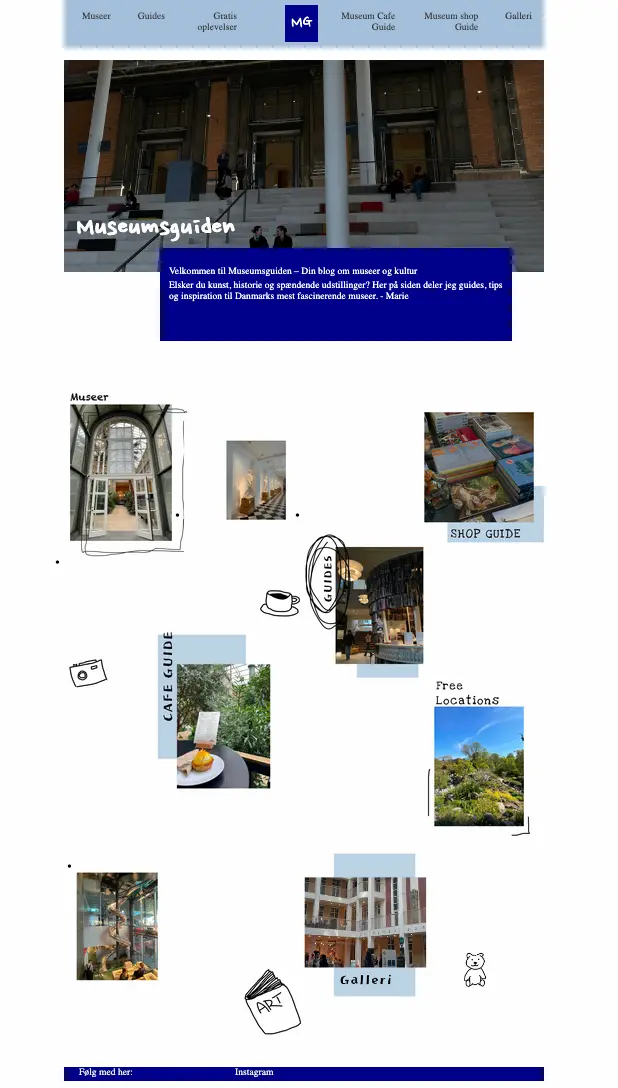 Museer
Guides
Gratis
oplevelser
MG
Museum Cafe
Guide
Museum shop
Guide
Galleri
Museumsguiden
Velkommen til Museumsguiden – Din blog om museer og kultur
Elsker du kunst, historie og spændende udstillinger? Her på siden deler jeg guides, tips
og inspiration til Danmarks mest fascinerende museer. - Marie
Museer
SHOP GUIDE
GUIDES
CAFE GUIDE
Free
Locations
Galleri
ART
Følg med her:
Instagram